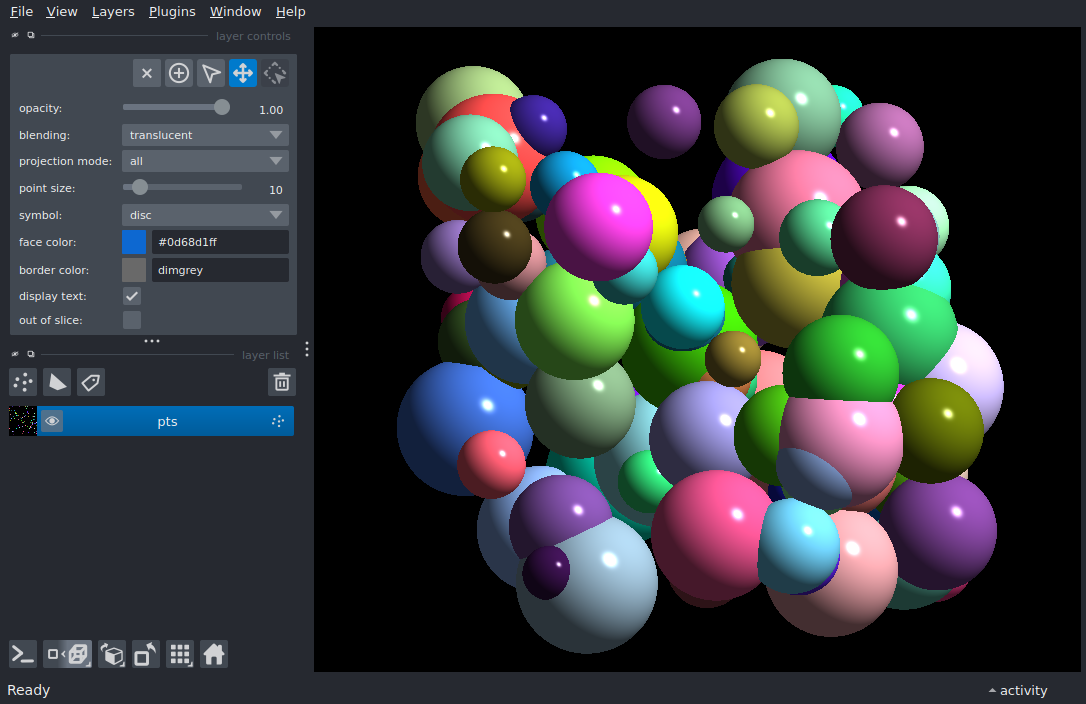 File View Layers Plugins Window Help
layer controls
opacity: 1.00
blending: translucent
projection mode: all
point size: 10
symbol: disc
face color: #0d68d1ff
border color: dimgrey
display text:
out of slice:
layer list
pts
Ready activity